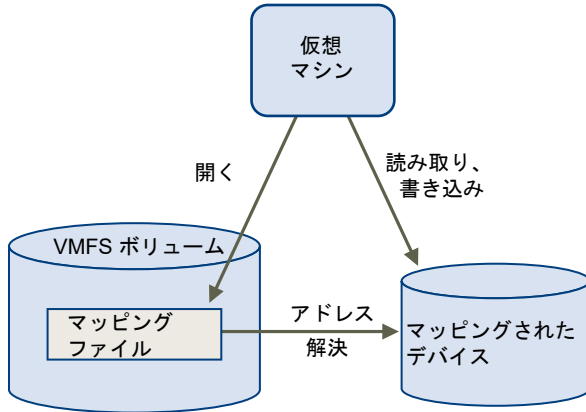 仮想
マシン
開く
読み取り、
書き込み
VMFS ボリューム
マッピング
ファイル
アドレス
解決
マッピングされた
デバイス